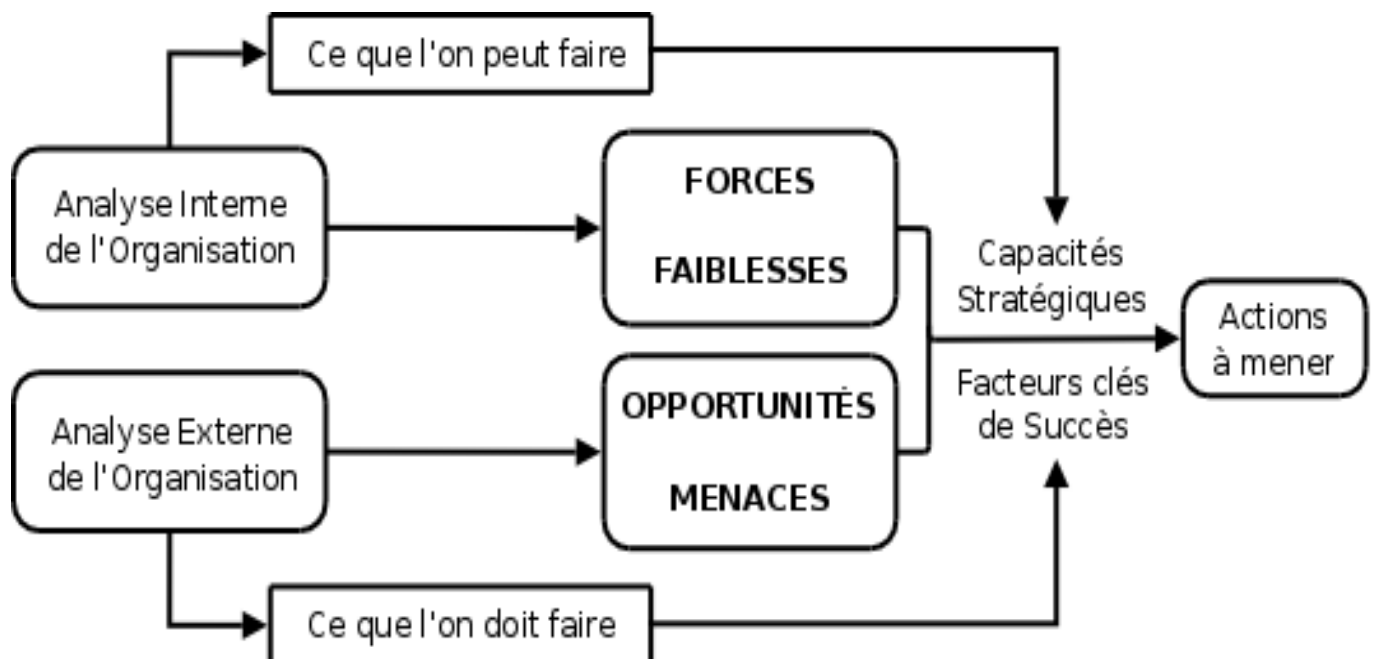 Ce que l'on peut faire
Analyse Interne
de l'Organisation
FORCES
FAIBLESSES
Capacités
Stratégiques
Actions
à mener
Analyse Externe
de l'Organisation
OPPORTUNITÉS
MENACES
Facteurs clés
de Succès
Ce que l'on doit faire